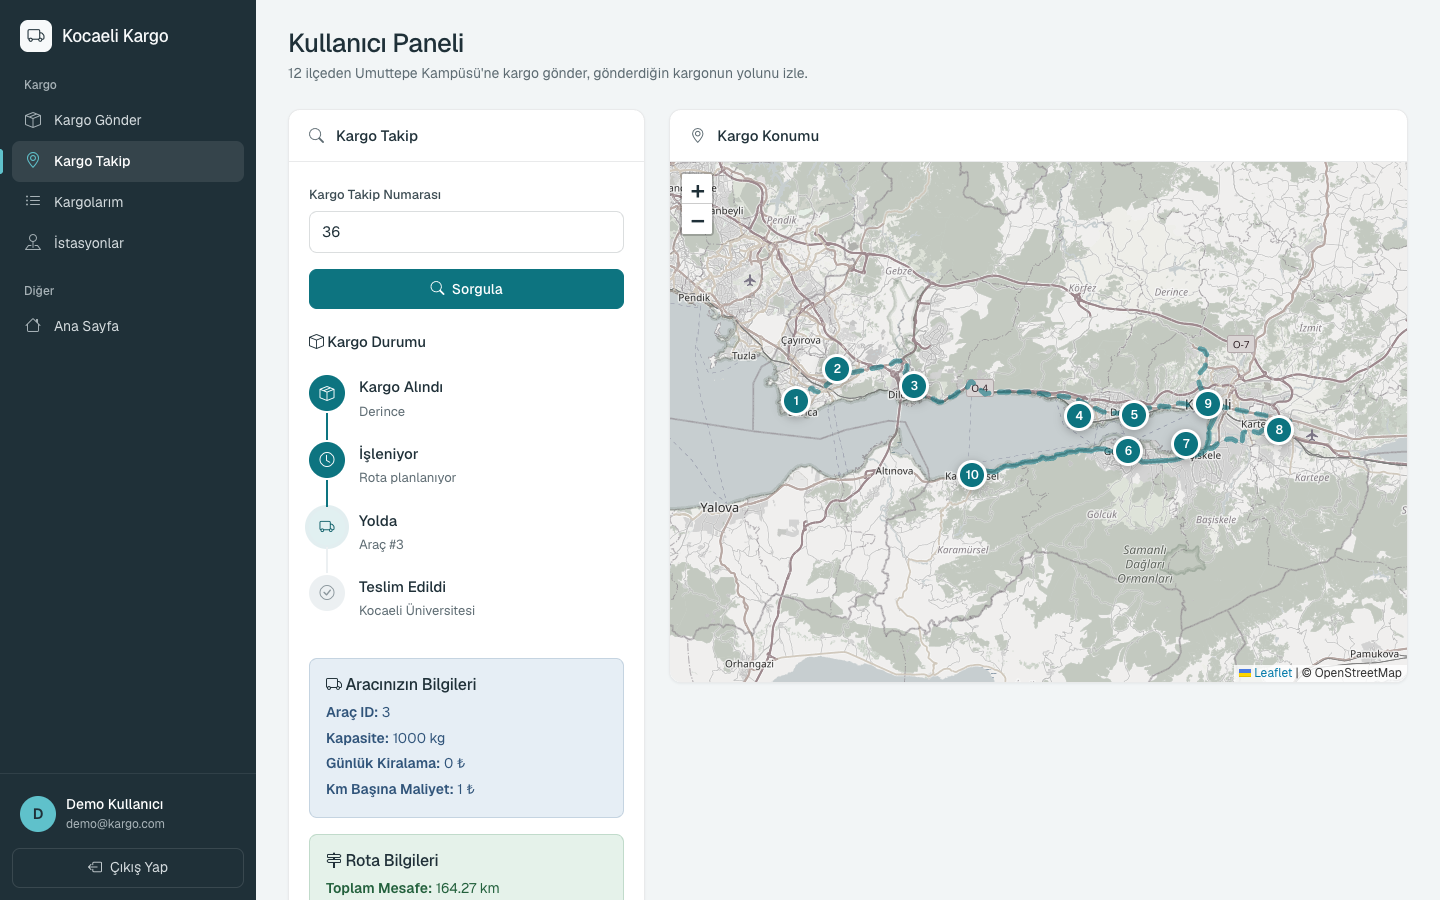 Kocaeli Kargo
Kargo
Kargo Gönder
Kargo Takip
Kargolarım
İstasyonlar
Diğer
Ana Sayfa
D
Demo Kullanıcı
demo@kargo.com
Çıkış Yap
Kullanıcı Paneli
12 ilçeden Umuttepe Kampüsü'ne kargo gönder, gönderdiğin kargonun yolunu izle.
Kargo Takip
Kargo Takip Numarası
36
Sorgula
Kargo Durumu
Kargo Alındı
Derince
İşleniyor
Rota planlanıyor
Yolda
Araç #3
Teslim Edildi
Kocaeli Üniversitesi
Aracınızın Bilgileri
Araç ID: 3
Kapasite: 1000 kg
Günlük Kiralama: 0 ₺
Km Başına Maliyet: 1 ₺
Rota Bilgileri
Toplam Mesafe: 164.27 km
Kargo Konumu
+
−
Pendik
Gebze
Körfez
Derince
İzmit
Pendik
O-7
Tuzla
Çayırova
2
3
O-4
1
4
5
9
8
7
6
10
Altınova
Yalova
Kartepe
Gölcük
Başiskele
Karamürsel
Samanlı
Dağları
Ormanları
Orhangazi
Pamukova
Leaflet | © OpenStreetMap